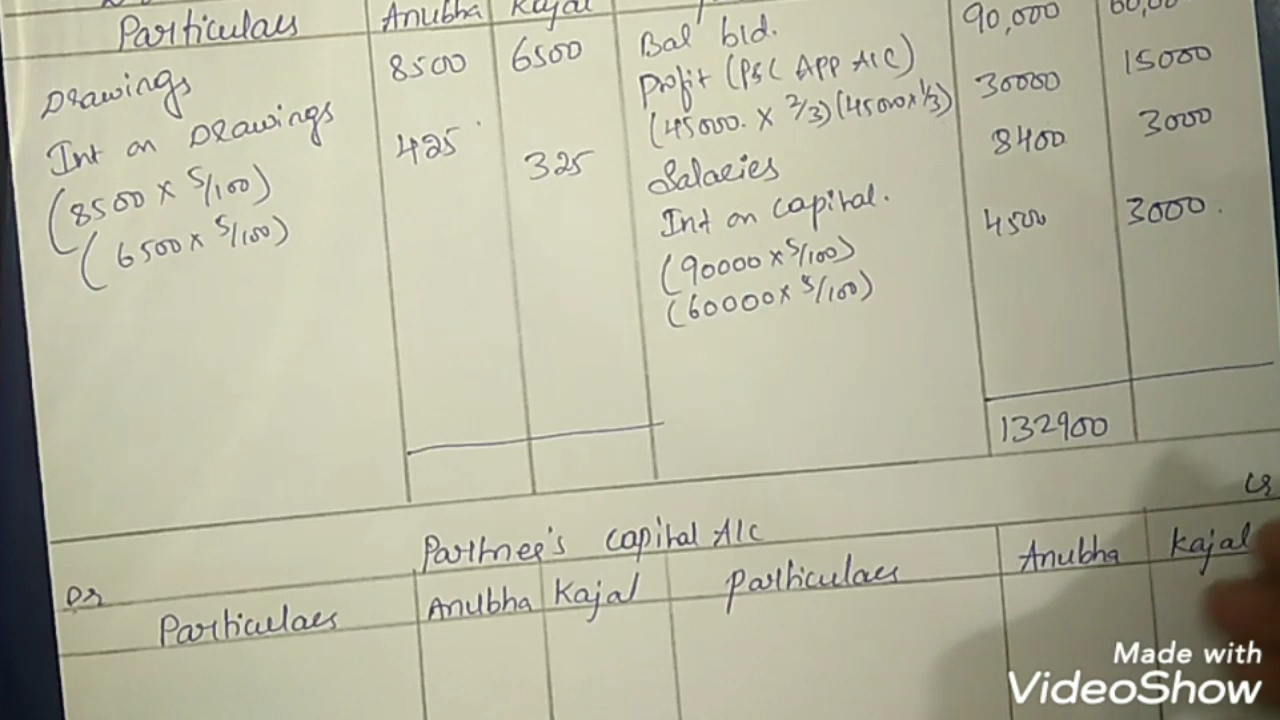 Particulars Anubha Kajal
Drawings 8500 6500 Bal b/d. 90,000
Int on Drawings 425 325 Profit (P&L APP A/C) 30000 15000
(8500 x 5/100) (45000. x 2/3) (45000 x 1/3)
(6500 x 5/100) Salaries 8400 3000
Int on capital. 4500 3000.
(90000 x 5/100)
(60000 x 5/100)
132900
Cr
Partner's capital A/C
Dr
Particulars Anubha Kajal Particulars Anubha Kajal
Made with
VideoShow